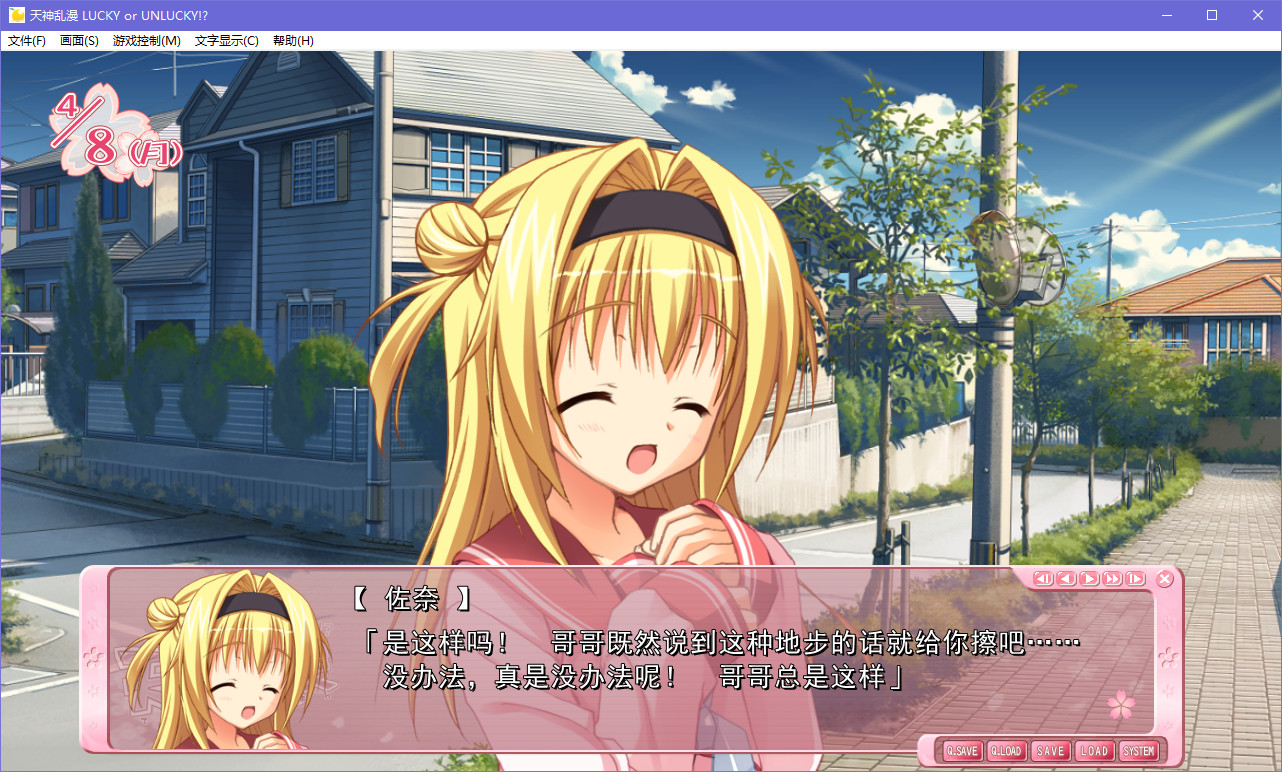 天神乱漫 LUCKY or UNLUCKY!?
文件(F) 画面(S) 游戏控制(M) 文字显示(C) 帮助(H)
4/8(月)
【 佐奈 】
「是这样吗！　哥哥既然说到这种地步的话就给你擦吧……
没办法，真是没办法呢！　哥哥总是这样」
Q.SAVE Q.LOAD SAVE LOAD SYSTEM